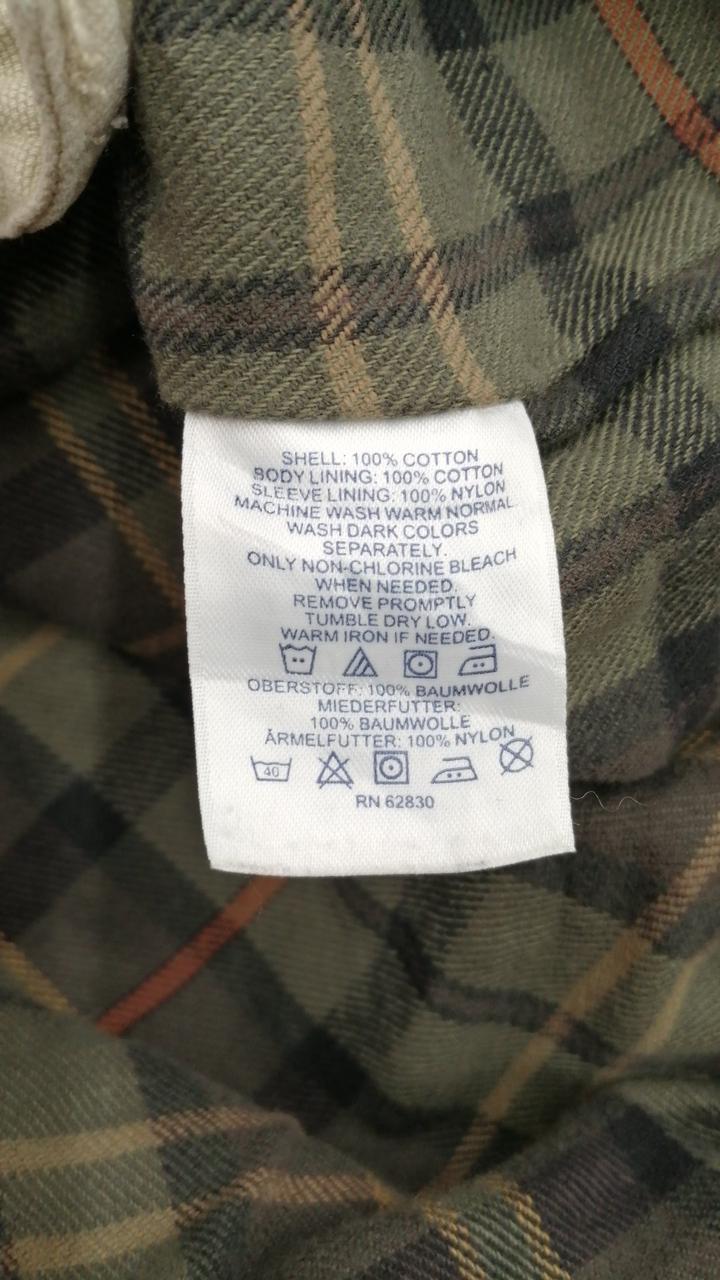 SHELL: 100% COTTON
BODY LINING: 100% COTTON
SLEEVE LINING: 100% NYLON
MACHINE WASH WARM NORMAL
WASH DARK COLORS
SEPARATELY.
ONLY NON-CHLORINE BLEACH
WHEN NEEDED.
REMOVE PROMPTLY
TUMBLE DRY LOW.
WARM IRON IF NEEDED.
OBERSTOFF: 100% BAUMWOLLE
MIEDERFUTTER:
100% BAUMWOLLE
ÄRMELFUTTER: 100% NYLON
40
RN 62830